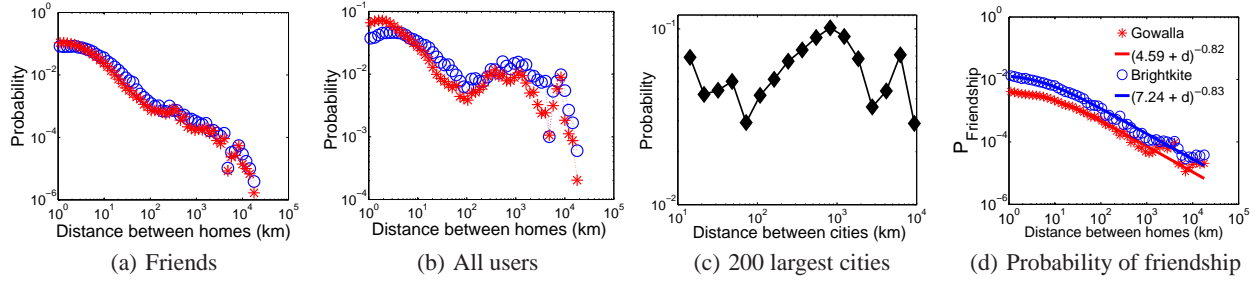 10^0
10^-2
10^-4
10^-6
Probability
10^0 10^1 10^2 10^3 10^4 10^5
Distance between homes (km)
(a) Friends
10^-1
10^-2
10^-3
10^-4
Probability
10^0 10^1 10^2 10^3 10^4 10^5
Distance between homes (km)
(b) All users
10^-1
10^-2
Probability
10^1 10^2 10^3 10^4
Distance between cities (km)
(c) 200 largest cities
10^0
10^-2
10^-4
10^-6
P_Friendship
Gowalla
(4.59 + d)^-0.82
Brightkite
(7.24 + d)^-0.83
10^0 10^1 10^2 10^3 10^4 10^5
Distance between homes (km)
(d) Probability of friendship